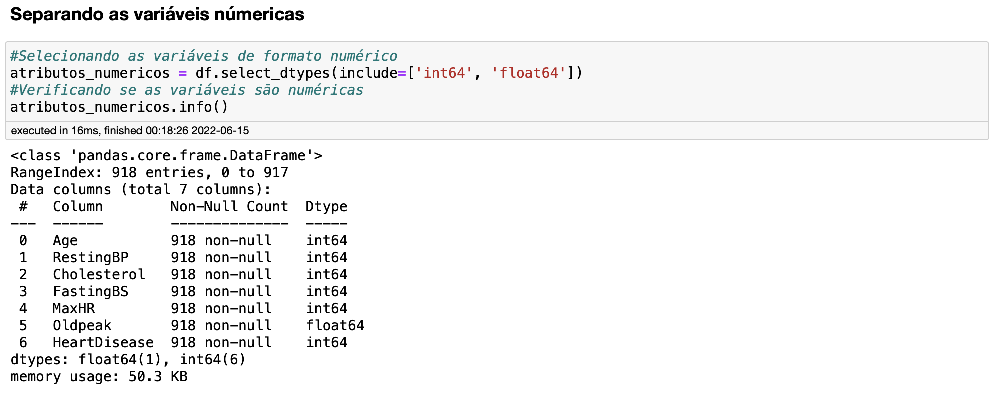 Separando as variáveis númericas
#Selecionando as variáveis de formato numérico
atributos_numericos = df.select_dtypes(include=['int64', 'float64'])
#Verificando se as variáveis são numéricas
atributos_numericos.info()
executed in 16ms, finished 00:18:26 2022-06-15
<class 'pandas.core.frame.DataFrame'>
RangeIndex: 918 entries, 0 to 917
Data columns (total 7 columns):
 #   Column        Non-Null Count  Dtype
---  ------        --------------  -----
 0   Age           918 non-null    int64
 1   RestingBP     918 non-null    int64
 2   Cholesterol   918 non-null    int64
 3   FastingBS     918 non-null    int64
 4   MaxHR         918 non-null    int64
 5   Oldpeak       918 non-null    float64
 6   HeartDisease  918 non-null    int64
dtypes: float64(1), int64(6)
memory usage: 50.3 KB